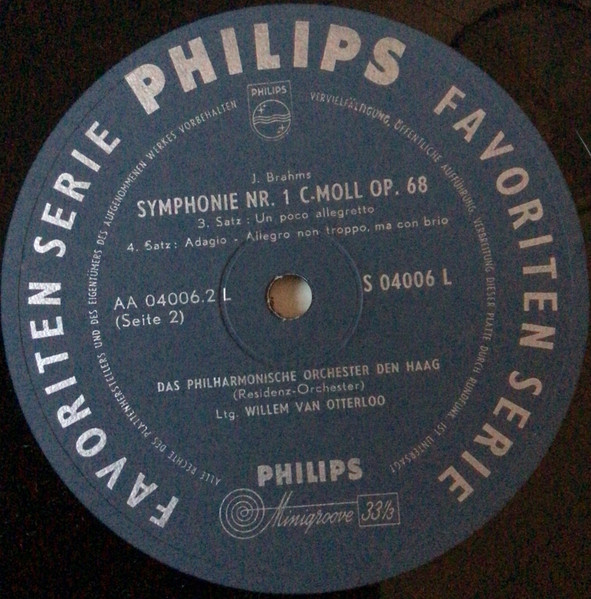 PHILIPS
FAVORITEN SERIE
FAVORITEN SERIE
ALLE RECHTE DES PLATTENHERSTELLERS UND DES EIGENTÜMERS DES AUFGENOMMENEN WERKES VORBEHALTEN
VERVIELFÄLTIGUNG, ÖFFENTLICHE AUFFÜHRUNG, VERBREITUNG DIESER PLATTE DURCH RUNDFUNK, IST UNTERSAGT
PHILIPS
J. Brahms
SYMPHONIE NR. 1 C-MOLL OP. 68
3. Satz: Un poco allegretto
4. Satz: Adagio - Allegro non troppo, ma con brio
AA 04006.2 L
(Seite 2)
S 04006 L
DAS PHILHARMONISCHE ORCHESTER DEN HAAG
(Residenz-Orchester)
Ltg. WILLEM VAN OTTERLOO
PHILIPS
Minigroove 33⅓